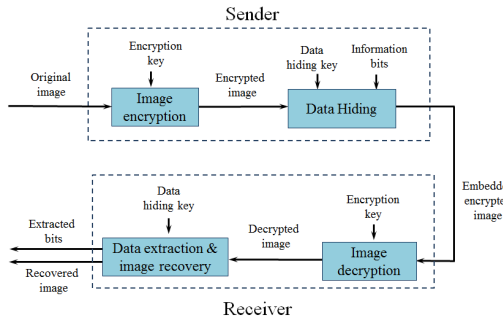 Sender
Encryption
key
Data
hiding key
Information
bits
Original
image
Image
encryption
Encrypted
image
Data Hiding
Embedde
encrypte
image
Data
hiding key
Encryption
key
Extracted
bits
Recovered
image
Data extraction &
image recovery
Decrypted
image
Image
decryption
Receiver